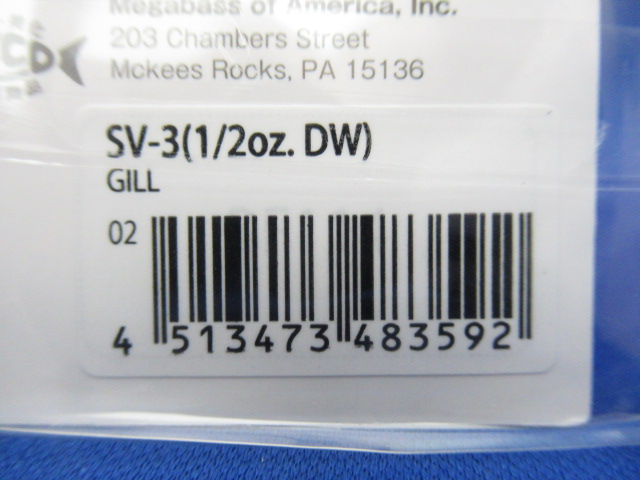 Megabass of America, Inc.
203 Chambers Street
Mckees Rocks, PA 15136
CD
SV-3(1/2oz. DW)
GILL
02
4 513473 483592